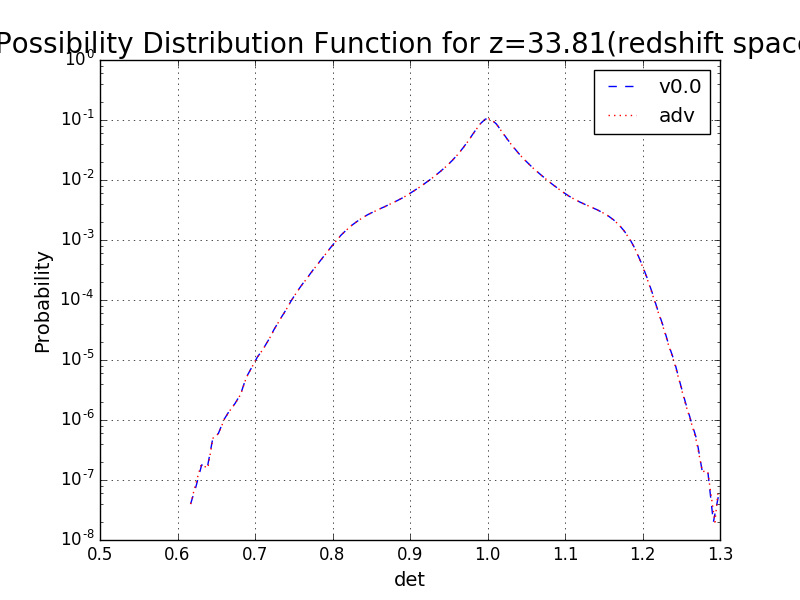 Possibility Distribution Function for z=33.81(redshift space
v0.0
adv
Probability
10^0
10^-1
10^-2
10^-3
10^-4
10^-5
10^-6
10^-7
10^-8
0.5 0.6 0.7 0.8 0.9 1.0 1.1 1.2 1.3
det